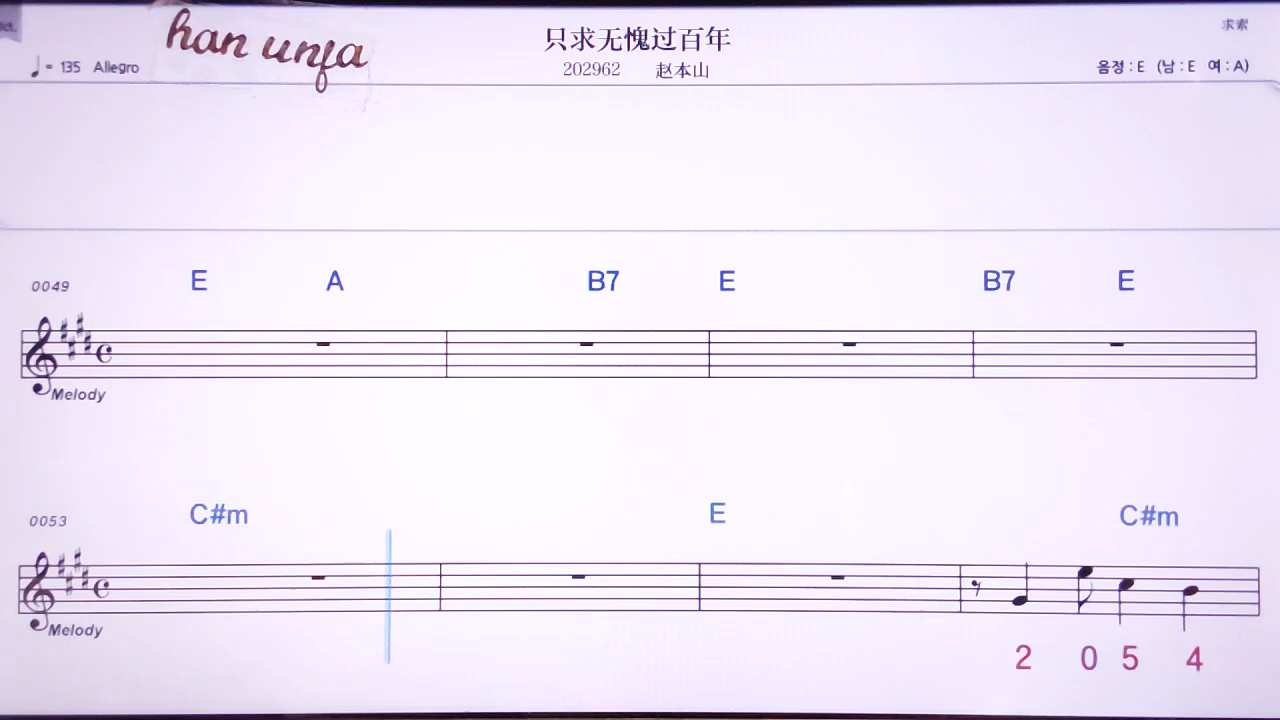 han unfa
只求无愧过百年
求索
♩= 135 Allegro
202962 赵本山
음정 : E (남 : E 여 : A)
0049 E A B7 E B7 E
Melody
0053 C#m E C#m
Melody
2 0 5 4